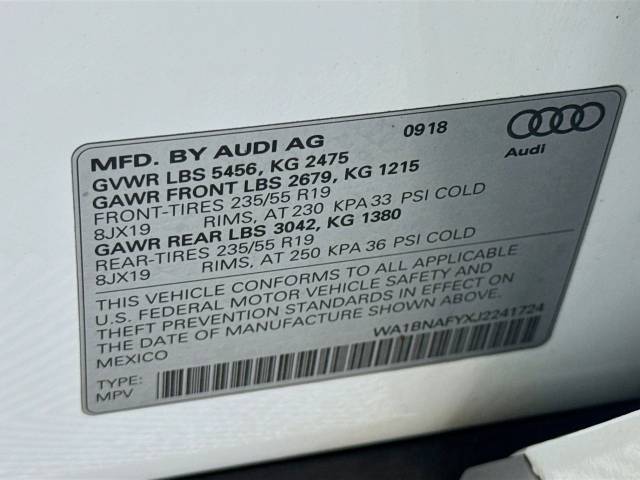 MFD. BY AUDI AG 0918
Audi
GVWR LBS 5456, KG 2475
GAWR FRONT LBS 2679, KG 1215
FRONT-TIRES 235/55 R19
8JX19 RIMS, AT 230 KPA 33 PSI COLD
GAWR REAR LBS 3042, KG 1380
REAR-TIRES 235/55 R19
8JX19 RIMS, AT 250 KPA 36 PSI COLD
THIS VEHICLE CONFORMS TO ALL APPLICABLE
U.S. FEDERAL MOTOR VEHICLE SAFETY AND
THEFT PREVENTION STANDARDS IN EFFECT ON
THE DATE OF MANUFACTURE SHOWN ABOVE.
MEXICO WA1BNAFYXJ2241724
TYPE:
MPV